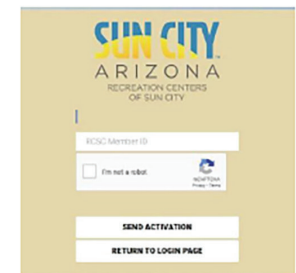 SUN CITY
ARIZONA
RECREATION CENTERS
OF SUN CITY
RCSC Member ID
I'm not a robot
reCAPTCHA
Privacy - Terms
SEND ACTIVATION
RETURN TO LOGIN PAGE